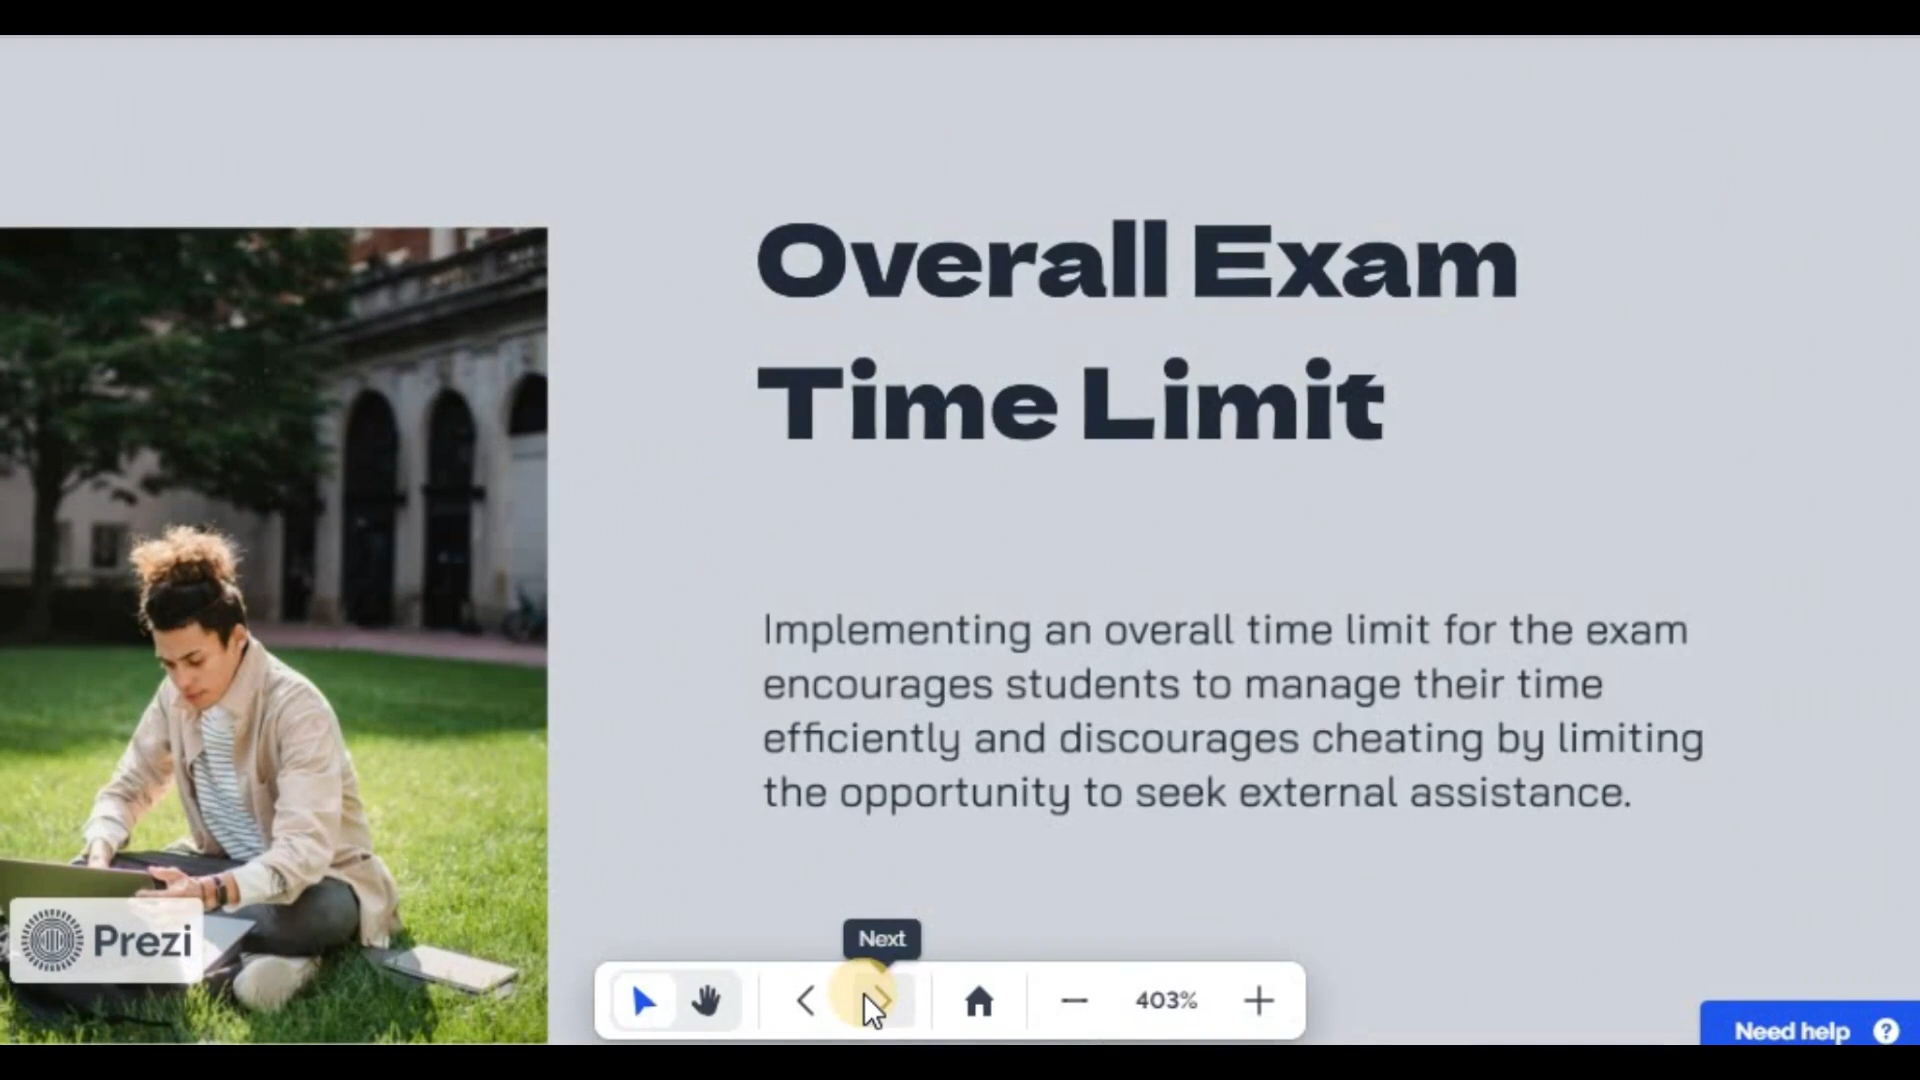 Overall Exam
Time Limit
Implementing an overall time limit for the exam
encourages students to manage their time
efficiently and discourages cheating by limiting
the opportunity to seek external assistance.
Prezi
Next
403%
Need help ?